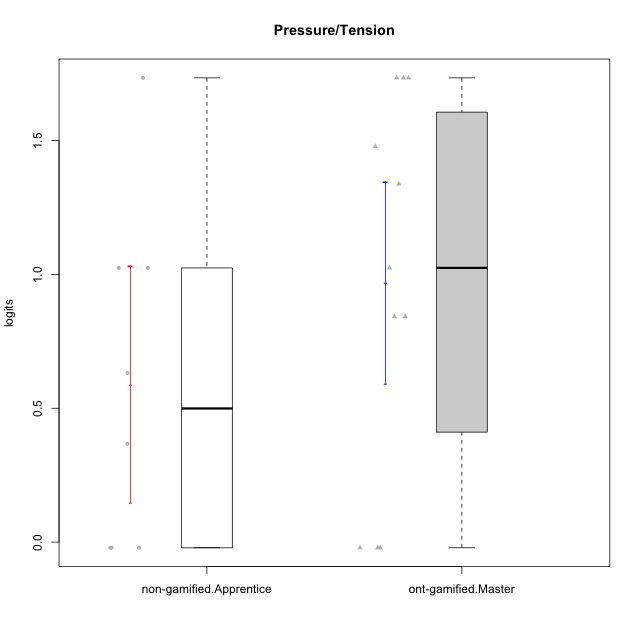 Pressure/Tension
logits
1.5
1.0
0.5
0.0
non-gamified.Apprentice
ont-gamified.Master